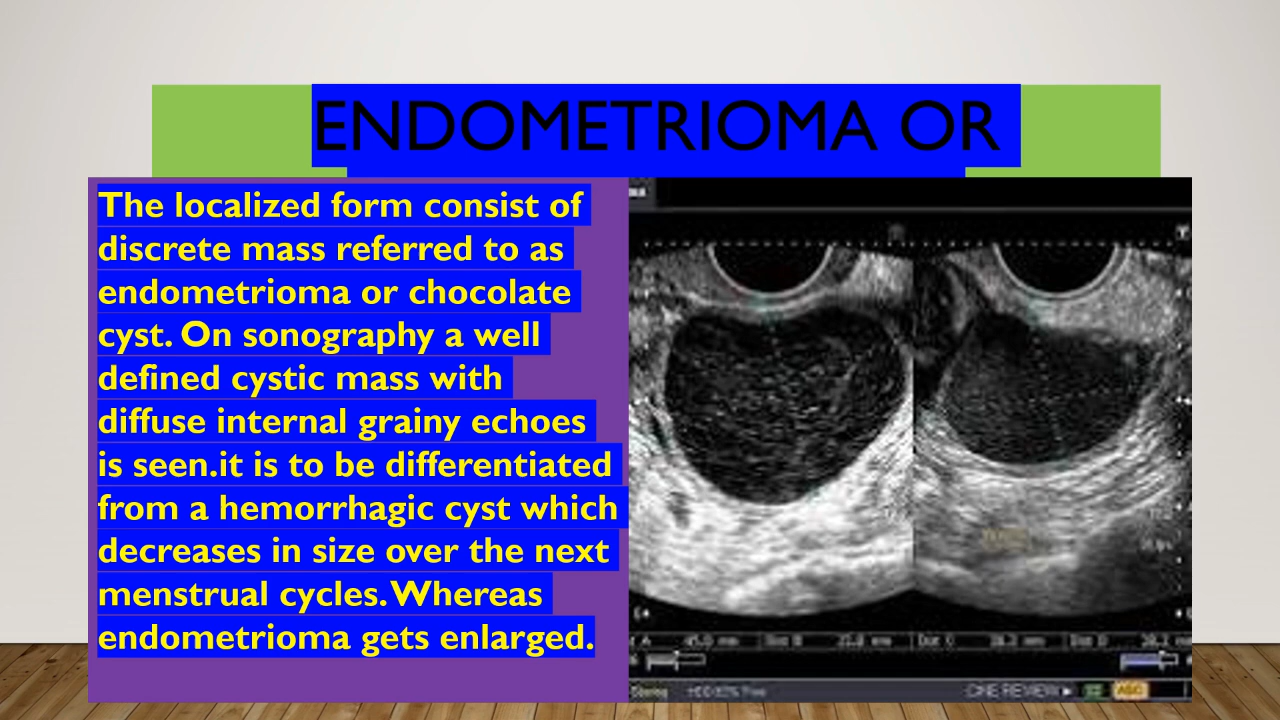 ENDOMETRIOMA OR
The localized form consist of
discrete mass referred to as
endometrioma or chocolate
cyst. On sonography a well
defined cystic mass with
diffuse internal grainy echoes
is seen.it is to be differentiated
from a hemorrhagic cyst which
decreases in size over the next
menstrual cycles. Whereas
endometrioma gets enlarged.
CINE REVIEW